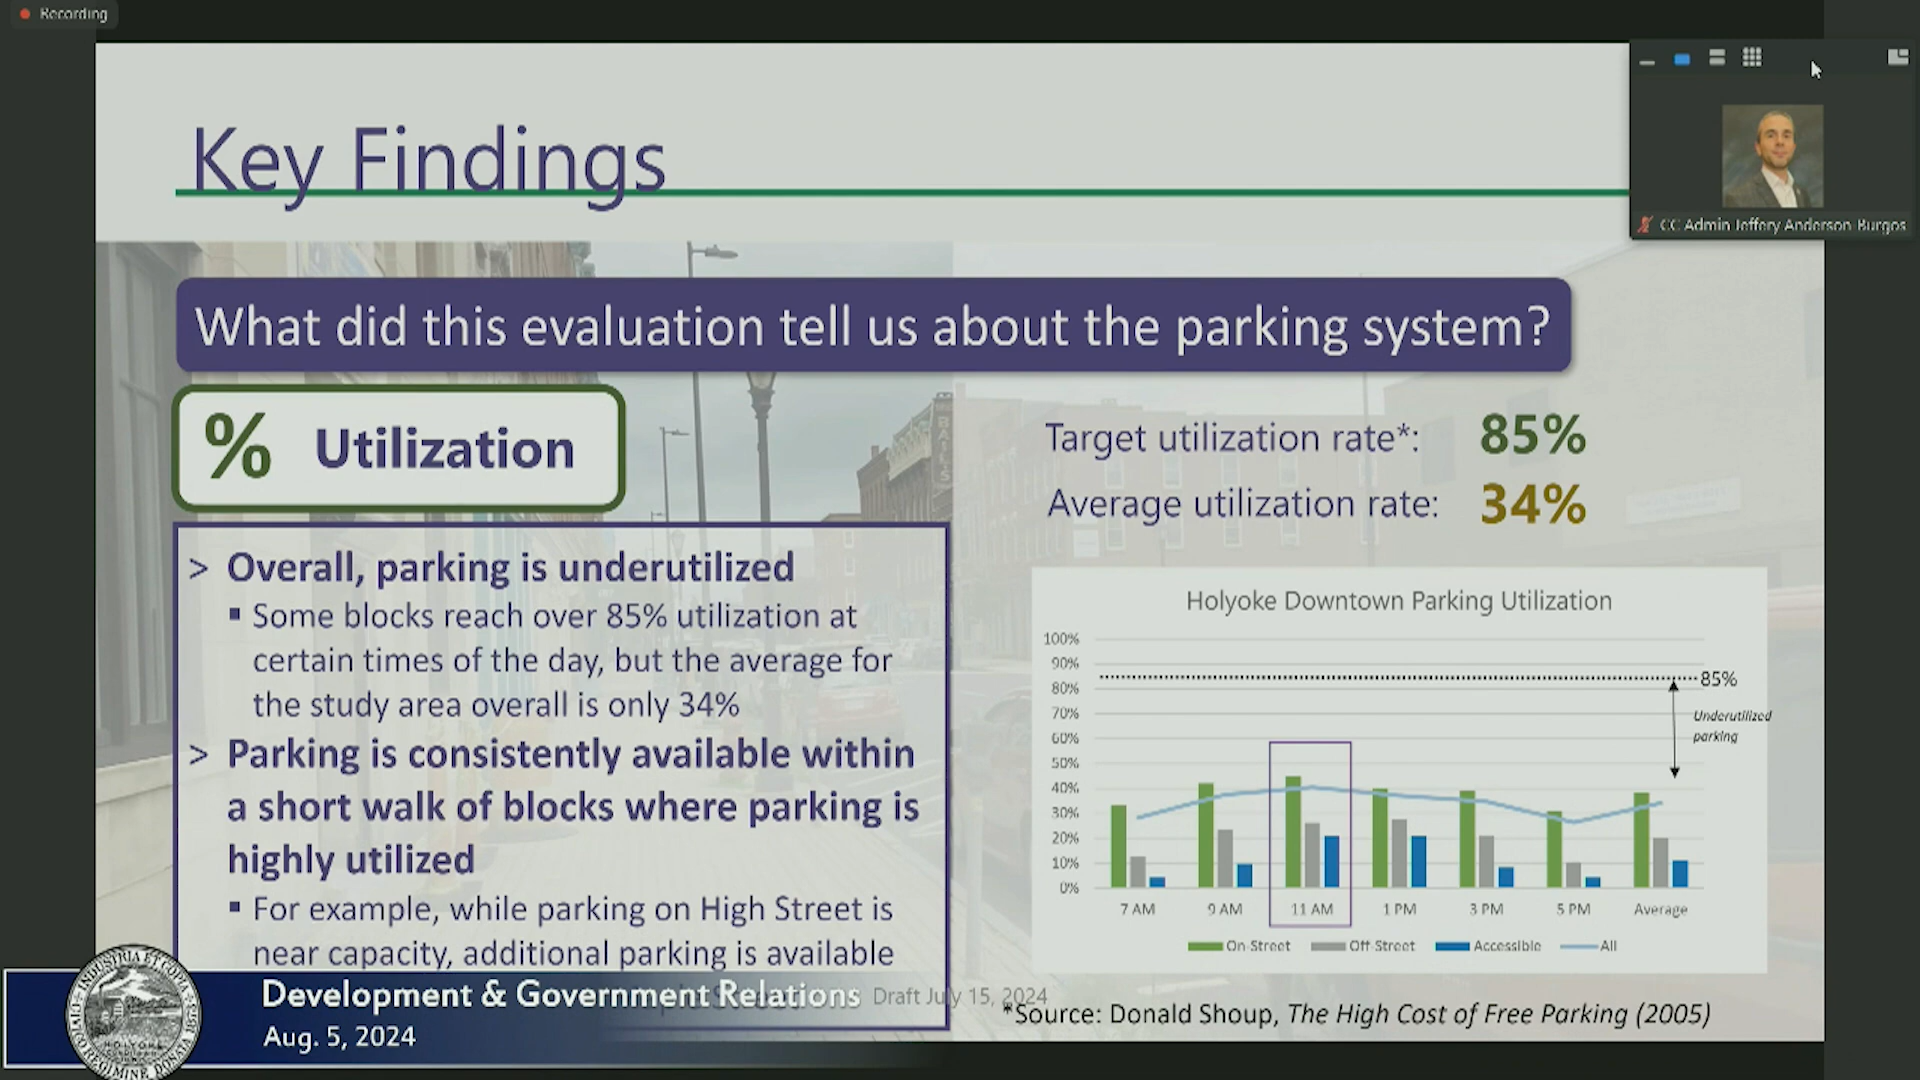 Recording
Key Findings
CC Admin Jeffery Anderson-Burgos
What did this evaluation tell us about the parking system?
% Utilization
> Overall, parking is underutilized
▪ Some blocks reach over 85% utilization at
certain times of the day, but the average for
the study area overall is only 34%
> Parking is consistently available within
a short walk of blocks where parking is
highly utilized
▪ For example, while parking on High Street is
near capacity, additional parking is available
Target utilization rate*: 85%
Average utilization rate: 34%
Holyoke Downtown Parking Utilization
100%
90%
80%
70%
60%
50%
40%
30%
20%
10%
0%
85%
Underutilized
parking
7 AM 9 AM 11 AM 1 PM 3 PM 5 PM Average
On-Street Off-Street Accessible All
Draft July 15, 2024
*Source: Donald Shoup, The High Cost of Free Parking (2005)
Development & Government Relations
Aug. 5, 2024